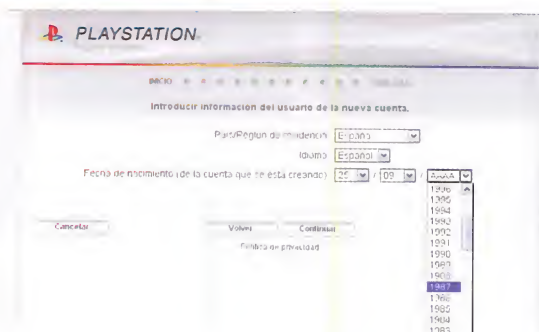 PLAYSTATION
INICIO
Introducir información del usuario de la nueva cuenta.
País/Región de residencia España
Idioma Español
Fecha de nacimiento (de la cuenta que se está creando) 25 / 09 / AAAA
1996
1995
1994
1993
1992
1991
1990
1989
1988
1987
1986
1985
1984
1983
Cancelar Volver Continuar
Política de privacidad